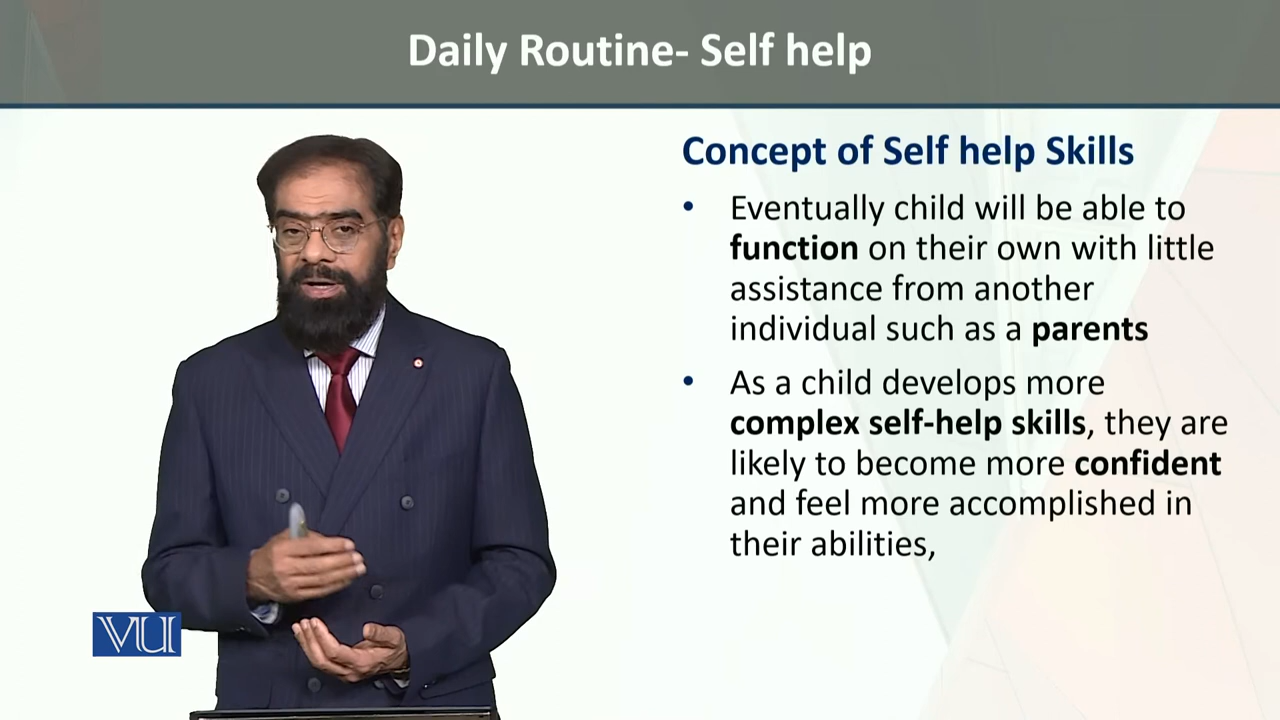 Daily Routine- Self help
Concept of Self help Skills
• Eventually child will be able to
function on their own with little
assistance from another
individual such as a parents
• As a child develops more
complex self-help skills, they are
likely to become more confident
and feel more accomplished in
their abilities,
VU